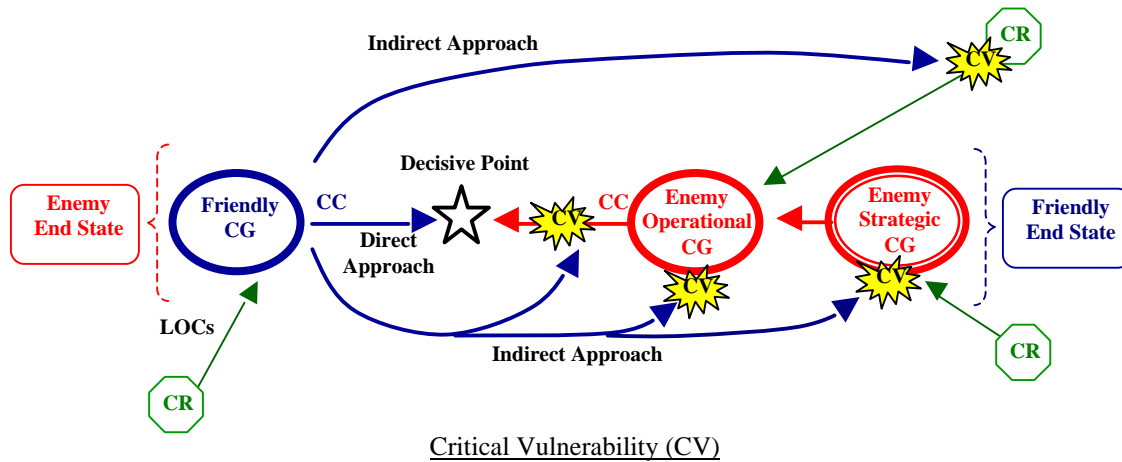 Indirect Approach
CR
CV
Decisive Point
Enemy
End State
Friendly
CG
CC
Direct
Approach
CV
CC
Enemy
Operational
CG
CV
Enemy
Strategic
CG
CV
Friendly
End State
LOCs
CR
Indirect Approach
CR
Critical Vulnerability (CV)